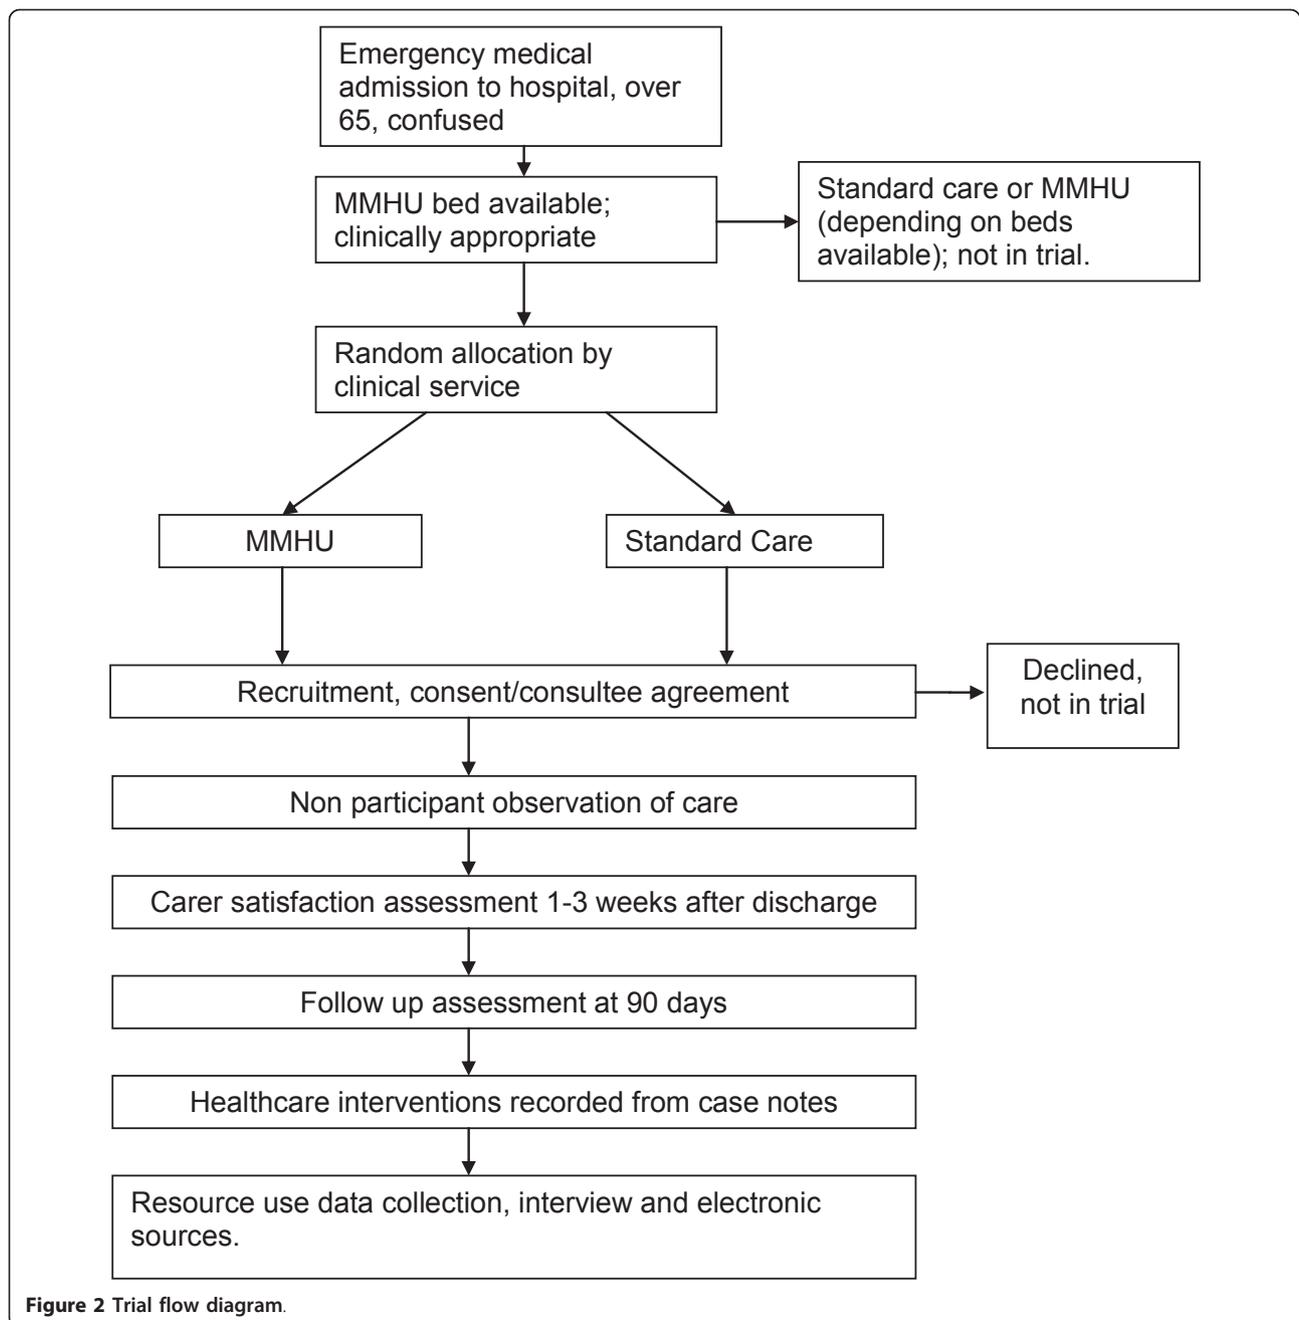 Emergency medical
admission to hospital, over
65, confused
MMHU bed available;
clinically appropriate
Standard care or MMHU
(depending on beds
available); not in trial.
Random allocation by
clinical service
MMHU
Standard Care
Recruitment, consent/consultee agreement
Declined,
not in trial
Non participant observation of care
Carer satisfaction assessment 1-3 weeks after discharge
Follow up assessment at 90 days
Healthcare interventions recorded from case notes
Resource use data collection, interview and electronic
sources.
Figure 2 Trial flow diagram.